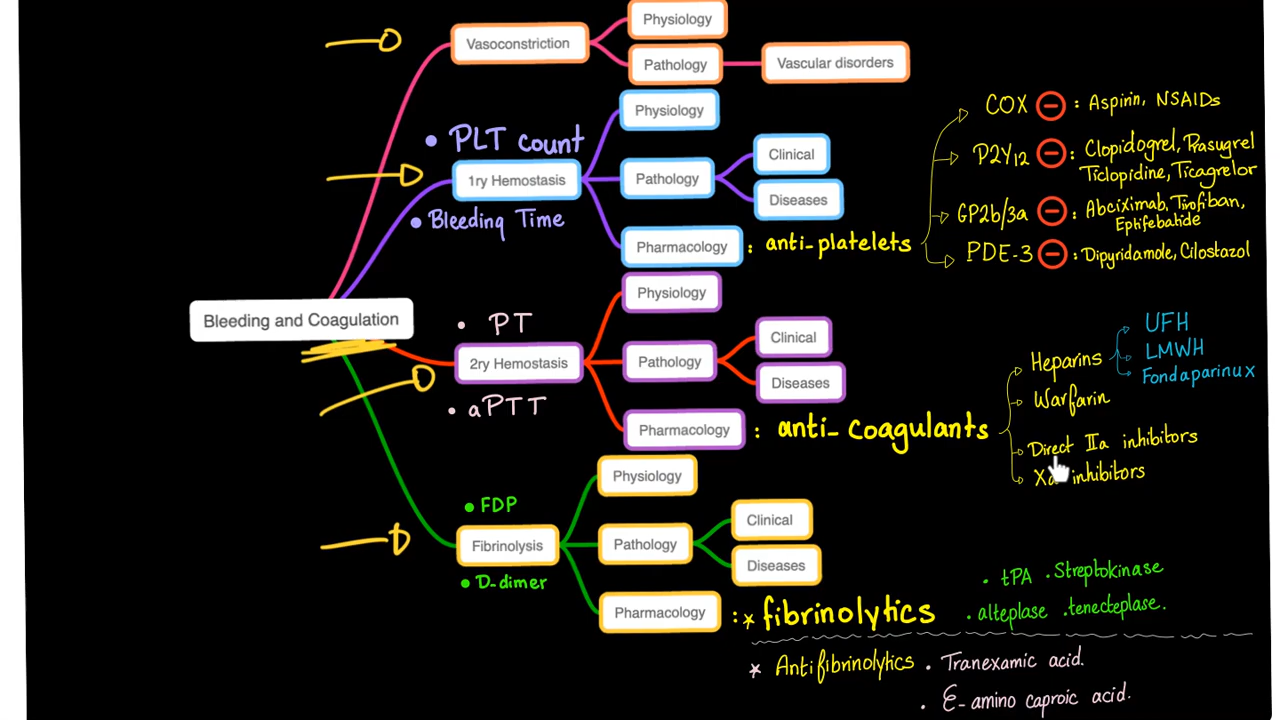 Vasoconstriction
Physiology
Pathology
Vascular disorders
• PLT count
1ry Hemostasis
• Bleeding Time
Physiology
Pathology
Clinical
Diseases
Pharmacology : anti-platelets
COX - : Aspirin, NSAIDs
P2Y12 - : Clopidogrel, Prasugrel
Ticlopidine, Ticagrelor
GP2b/3a - : Abciximab, Tirofiban,
Eptifebatide
PDE-3 - : Dipyridamole, Cilostazol
Bleeding and Coagulation
• PT
2ry Hemostasis
• aPTT
Physiology
Pathology
Clinical
Diseases
Pharmacology : anti-coagulants
Heparins
UFH
LMWH
Fondaparinux
Warfarin
Direct IIa inhibitors
Xa inhibitors
• FDP
Fibrinolysis
• D-dimer
Physiology
Pathology
Clinical
Diseases
Pharmacology : * fibrinolytics
• tPA • Streptokinase
• alteplase • tenecteplase.
* Antifibrinolytics • Tranexamic acid.
• Ɛ-amino caproic acid.